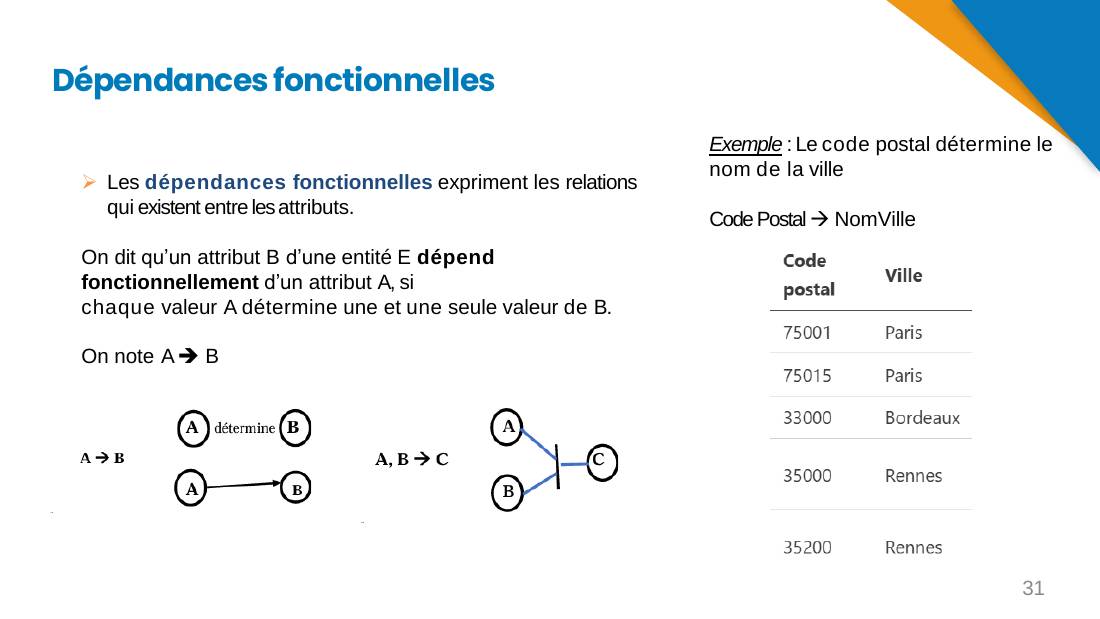 Dépendances fonctionnelles
Les dépendances fonctionnelles expriment les relations
qui existent entre les attributs.
On dit qu’un attribut B d’une entité E dépend
fonctionnellement d’un attribut A, si
chaque valeur A détermine une et une seule valeur de B.
On note A ➔ B
A → B
A détermine B
A B
A, B → C
A
B
C
Exemple : Le code postal détermine le
nom de la ville
Code Postal → NomVille
Code postal Ville
75001 Paris
75015 Paris
33000 Bordeaux
35000 Rennes
35200 Rennes
31